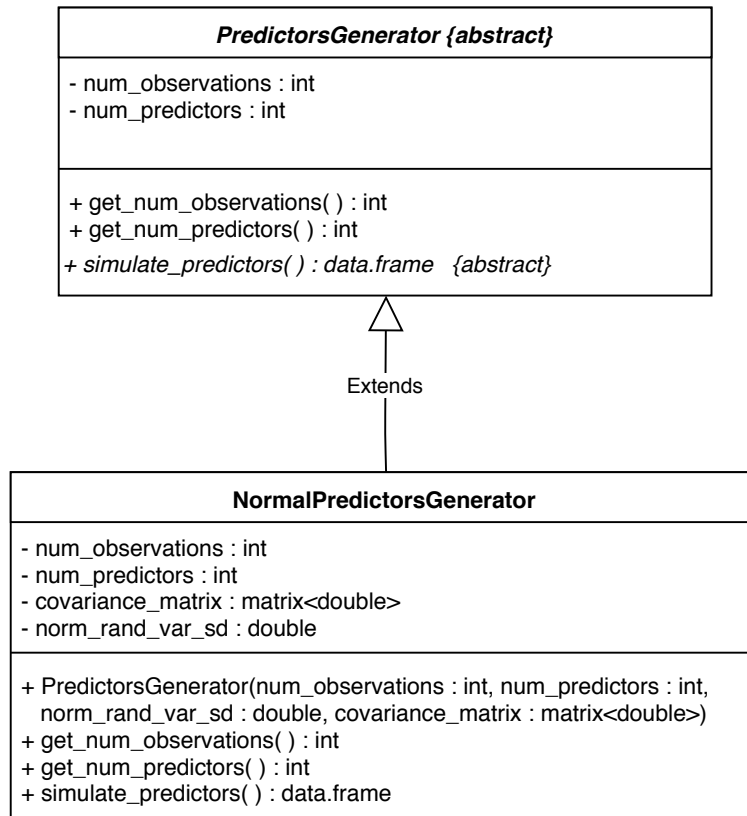 PredictorsGenerator {abstract}
- num_observations : int
- num_predictors : int
+ get_num_observations( ) : int
+ get_num_predictors( ) : int
+ simulate_predictors( ) : data.frame {abstract}
Extends
NormalPredictorsGenerator
- num_observations : int
- num_predictors : int
- covariance_matrix : matrix<double>
- norm_rand_var_sd : double
+ PredictorsGenerator(num_observations : int, num_predictors : int,
norm_rand_var_sd : double, covariance_matrix : matrix<double>)
+ get_num_observations( ) : int
+ get_num_predictors( ) : int
+ simulate_predictors( ) : data.frame